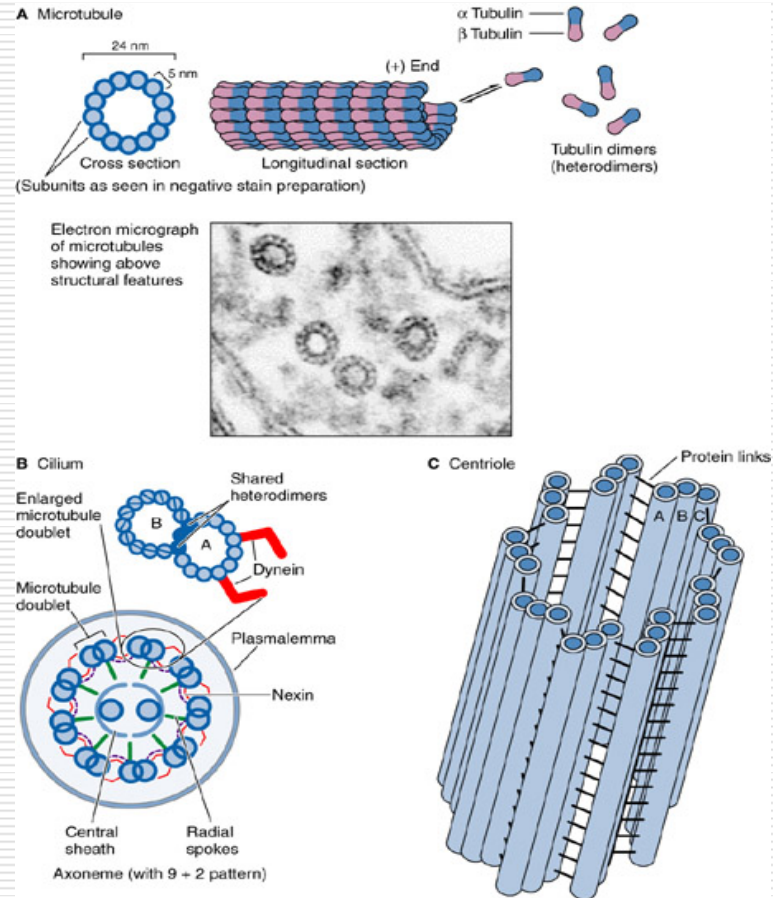 A Microtubule
24 nm
5 nm
Cross section
(Subunits as seen in negative stain preparation)
(+) End
Longitudinal section
α Tubulin
β Tubulin
Tubulin dimers
(heterodimers)
Electron micrograph
of microtubules
showing above
structural features
B Cilium
Enlarged
microtubule
doublet
Shared
heterodimers
B
A
Dynein
Microtubule
doublet
Plasmalemma
Nexin
Central
sheath
Radial
spokes
Axoneme (with 9 + 2 pattern)
C Centriole
Protein links
A B C